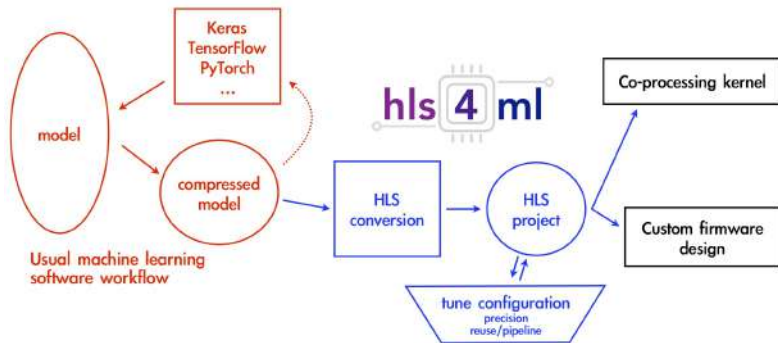 Keras
TensorFlow
PyTorch
...
model
compressed
model
Usual machine learning
software workflow
hls 4 ml
HLS
conversion
HLS
project
tune configuration
precision
reuse/pipeline
Co-processing kernel
Custom firmware
design